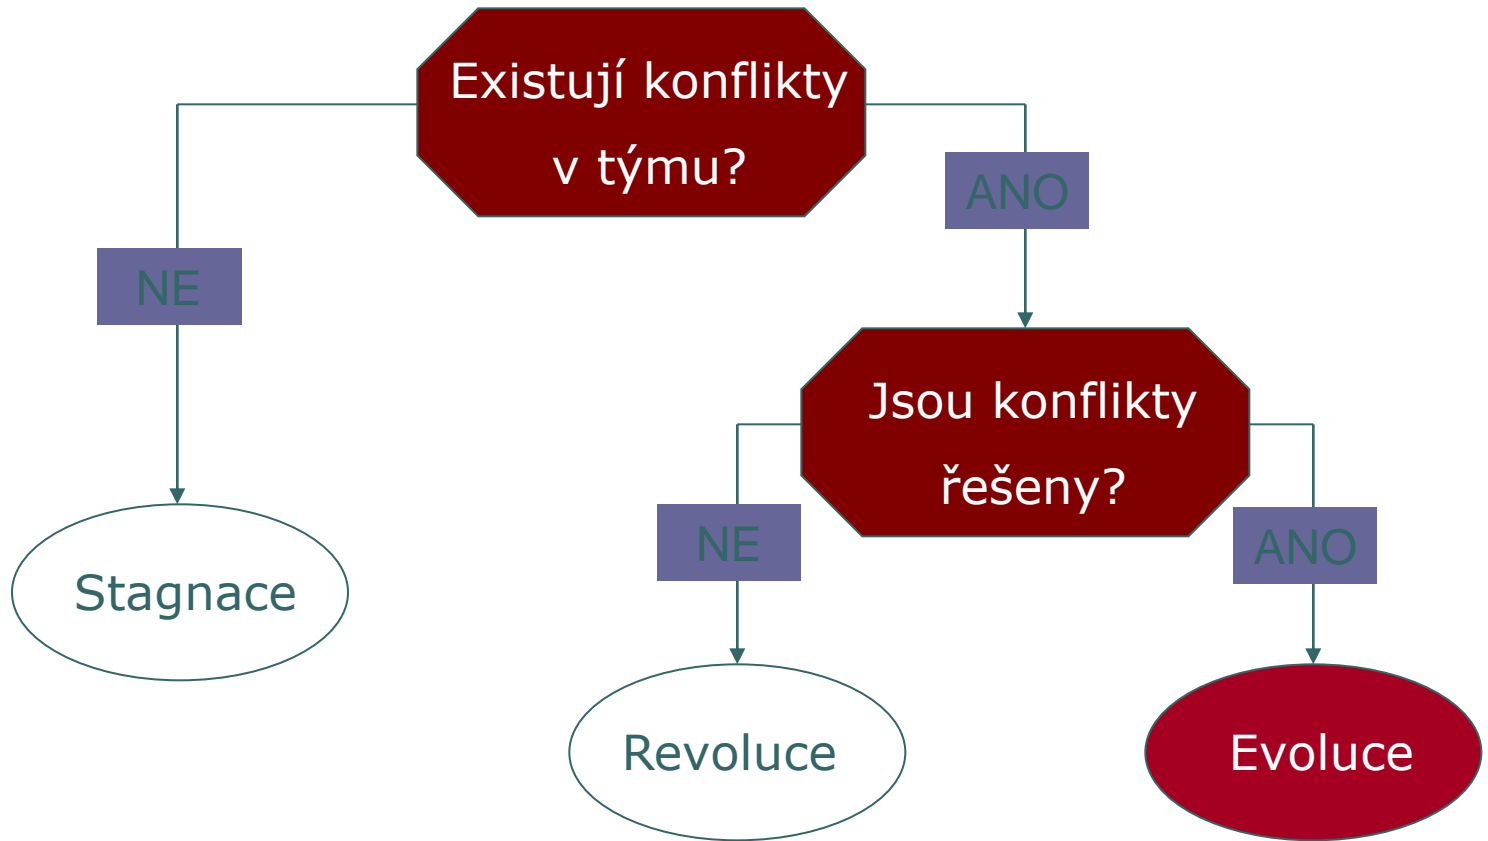 Existují konflikty
v týmu?
ANO
NE
Jsou konflikty
řešeny?
NE
ANO
Stagnace
Revoluce
Evoluce